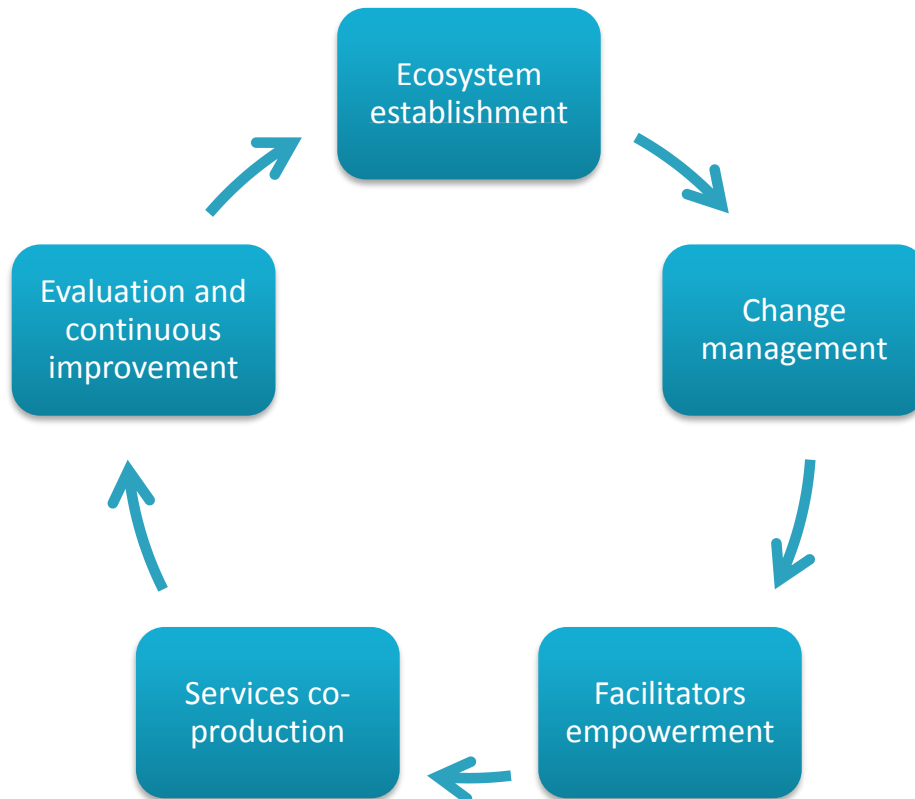 Ecosystem
establishment
Change
management
Facilitators
empowerment
Services co-
production
Evaluation and
continuous
improvement